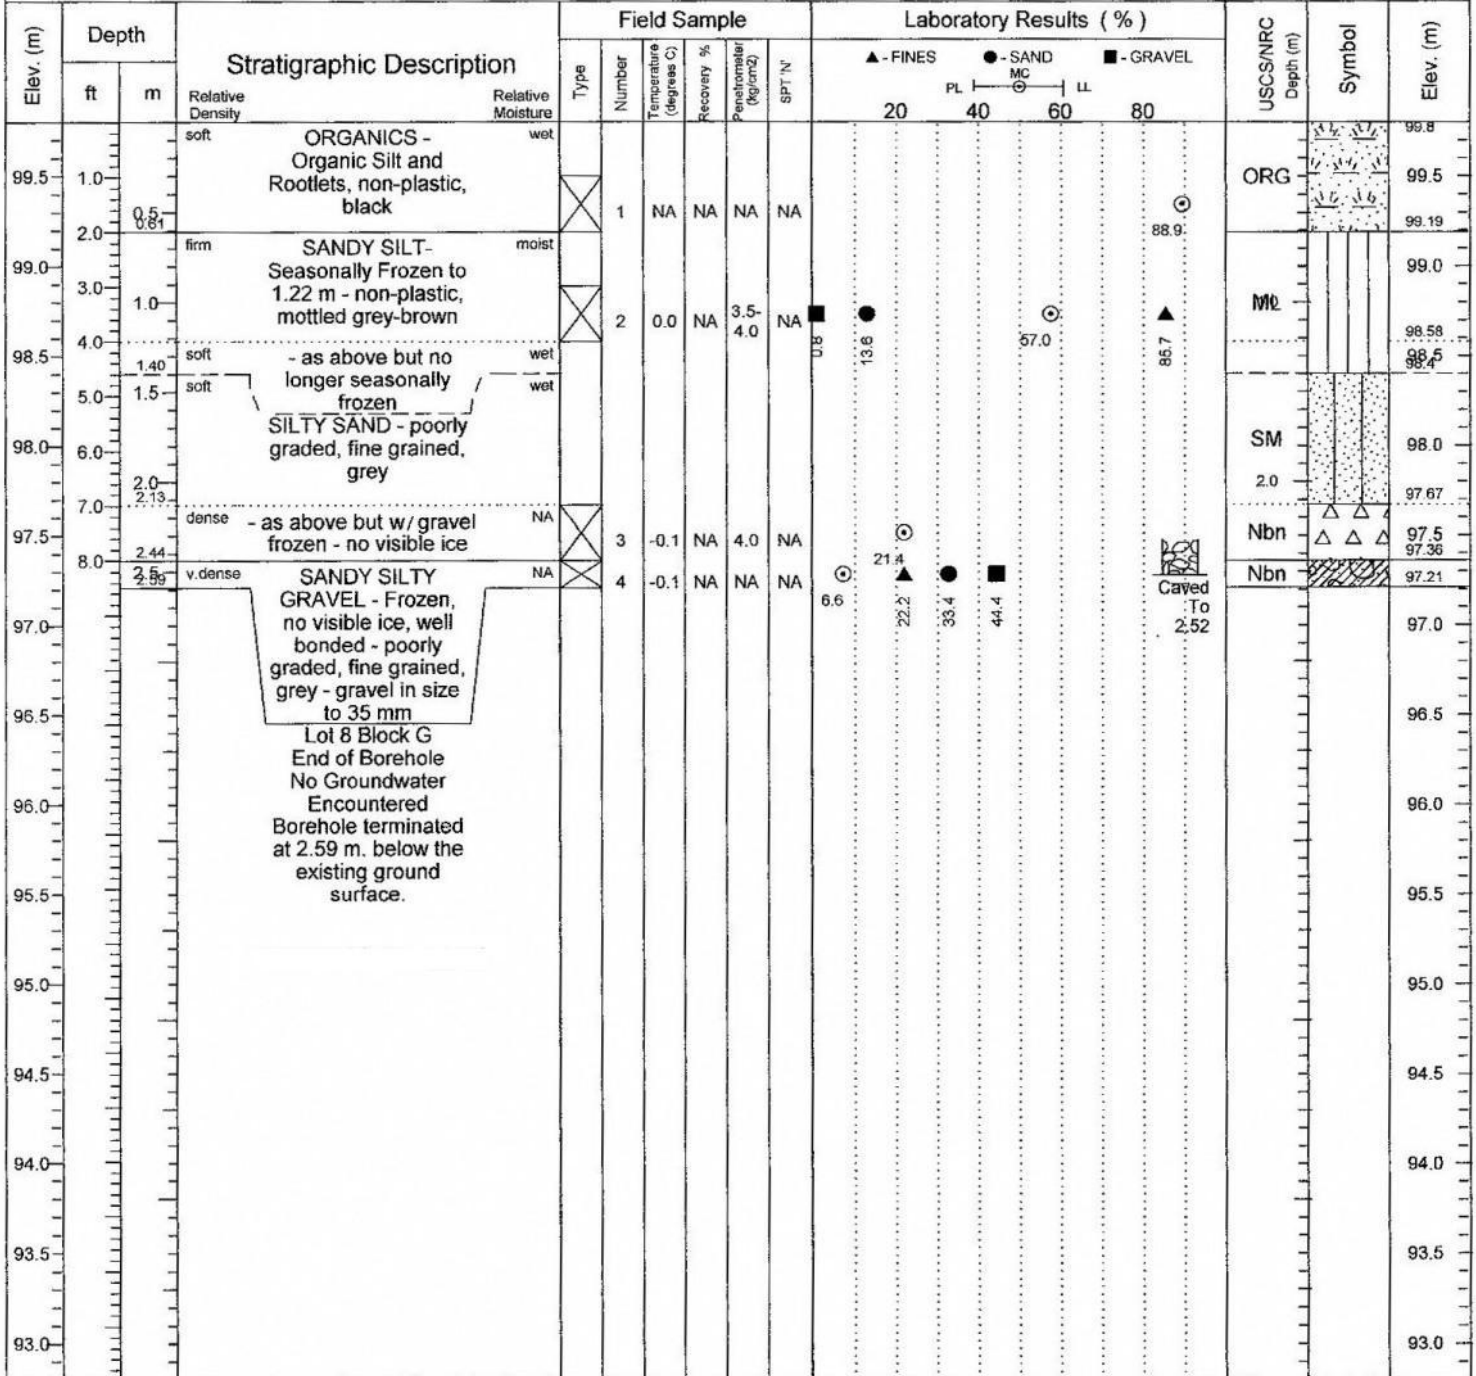 Elev. (m)
Depth
ft
m
Stratigraphic Description
Relative Density
Relative Moisture
Field Sample
Type
Number
Temperature (degrees C)
Recovery %
Penetrometer (kg/cm2)
SPT 'N'
Laboratory Results ( % )
▲ - FINES ● - SAND ■ - GRAVEL
PL MC LL
20 40 60 80
USCS/NRC
Depth (m)
Symbol
Elev. (m)
soft ORGANICS - wet
Organic Silt and
Rootlets, non-plastic,
black
99.8
99.5 1.0 ORG 99.5
0.5
0.61
1 NA NA NA NA
88.9
99.19
2.0
firm SANDY SILT- moist
Seasonally Frozen to
1.22 m - non-plastic,
mottled grey-brown
99.0 99.0
3.0
1.0
2 0.0 NA 3.5-
4.0 NA
0.8 13.6 57.0 85.7
ML
98.58
4.0
soft - as above but no wet
longer seasonally
frozen
98.5 98.5
1.40 98.4
soft wet
1.5
5.0
SILTY SAND - poorly
graded, fine grained,
grey
98.0 6.0 SM 98.0
2.0 2.0
2.13 97.67
7.0
dense - as above but w/ gravel NA
frozen - no visible ice
97.5 3 -0.1 NA 4.0 NA Nbn 97.5
2.44 21.4 97.36
8.0
2.5
2.59
v.dense SANDY SILTY NA
GRAVEL - Frozen,
no visible ice, well
bonded - poorly
graded, fine grained,
grey - gravel in size
to 35 mm
4 -0.1 NA NA NA Nbn 97.21
6.6 22.2 33.4 44.4
Caved
To
2.52
97.0 97.0
96.5 96.5
Lot 8 Block G
End of Borehole
No Groundwater
Encountered
Borehole terminated
at 2.59 m. below the
existing ground
surface.
96.0 96.0
95.5 95.5
95.0 95.0
94.5 94.5
94.0 94.0
93.5 93.5
93.0 93.0